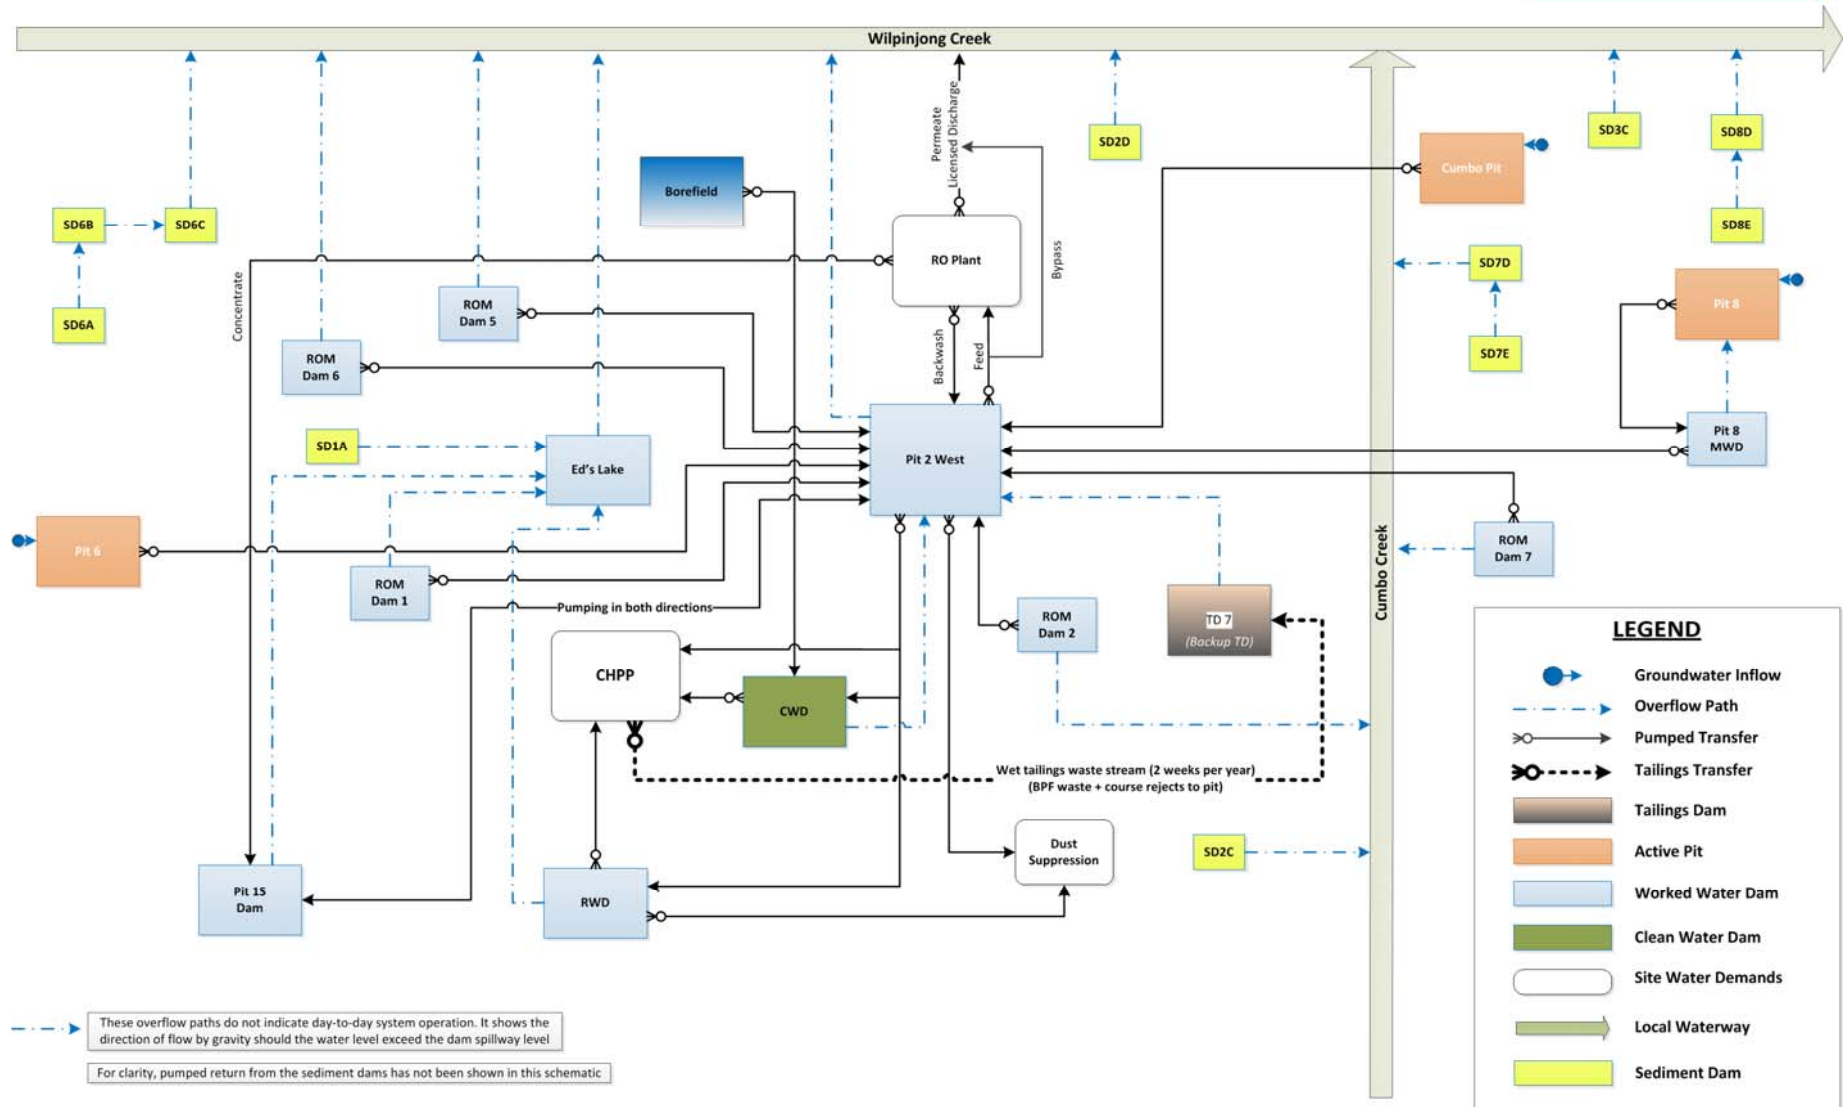 Wilpinjong Creek
Permeate
Licensed Discharge
SD2D
SD3C
SD8D
Cumbo Pit
Borefield
SD6B
SD6C
SD8E
RO Plant
Bypass
SD7D
Concentrate
ROM
Dam 5
SD6A
Pit 8
Backwash
Feed
SD7E
ROM
Dam 6
SD1A
Ed's Lake
Pit 2 West
Pit 8
MWD
Pit 6
ROM
Dam 1
ROM
Dam 7
Cumbo Creek
Pumping in both directions
ROM
Dam 2
TD 7
(Backup TD)
CHPP
CWD
Wet tailings waste stream (2 weeks per year)
(BPF waste + course rejects to pit)
Dust
Suppression
SD2C
Pit 15
Dam
RWD
LEGEND
Groundwater Inflow
Overflow Path
Pumped Transfer
Tailings Transfer
Tailings Dam
Active Pit
Worked Water Dam
Clean Water Dam
Site Water Demands
Local Waterway
Sediment Dam
These overflow paths do not indicate day-to-day system operation. It shows the
direction of flow by gravity should the water level exceed the dam spillway level
For clarity, pumped return from the sediment dams has not been shown in this schematic